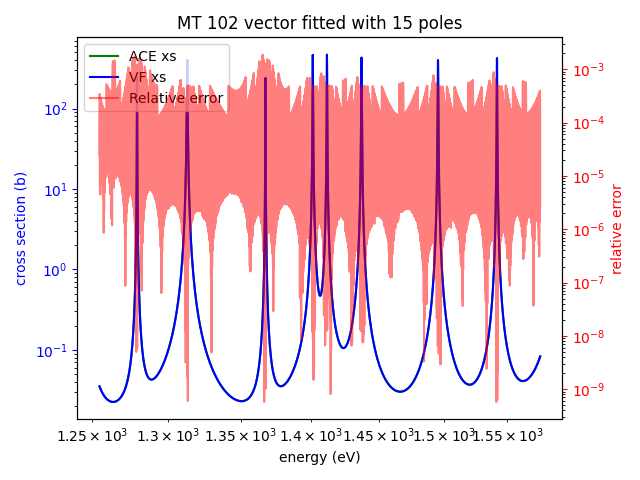 MT 102 vector fitted with 15 poles
ACE xs
VF xs
Relative error
cross section (b)
10²
10¹
10⁰
10⁻¹
relative error
10⁻³
10⁻⁴
10⁻⁵
10⁻⁶
10⁻⁷
10⁻⁸
10⁻⁹
1.25 × 10³ 1.3 × 10³ 1.35 × 10³ 1.4 × 10³ 1.45 × 10³ 1.5 × 10³ 1.55 × 10³
energy (eV)